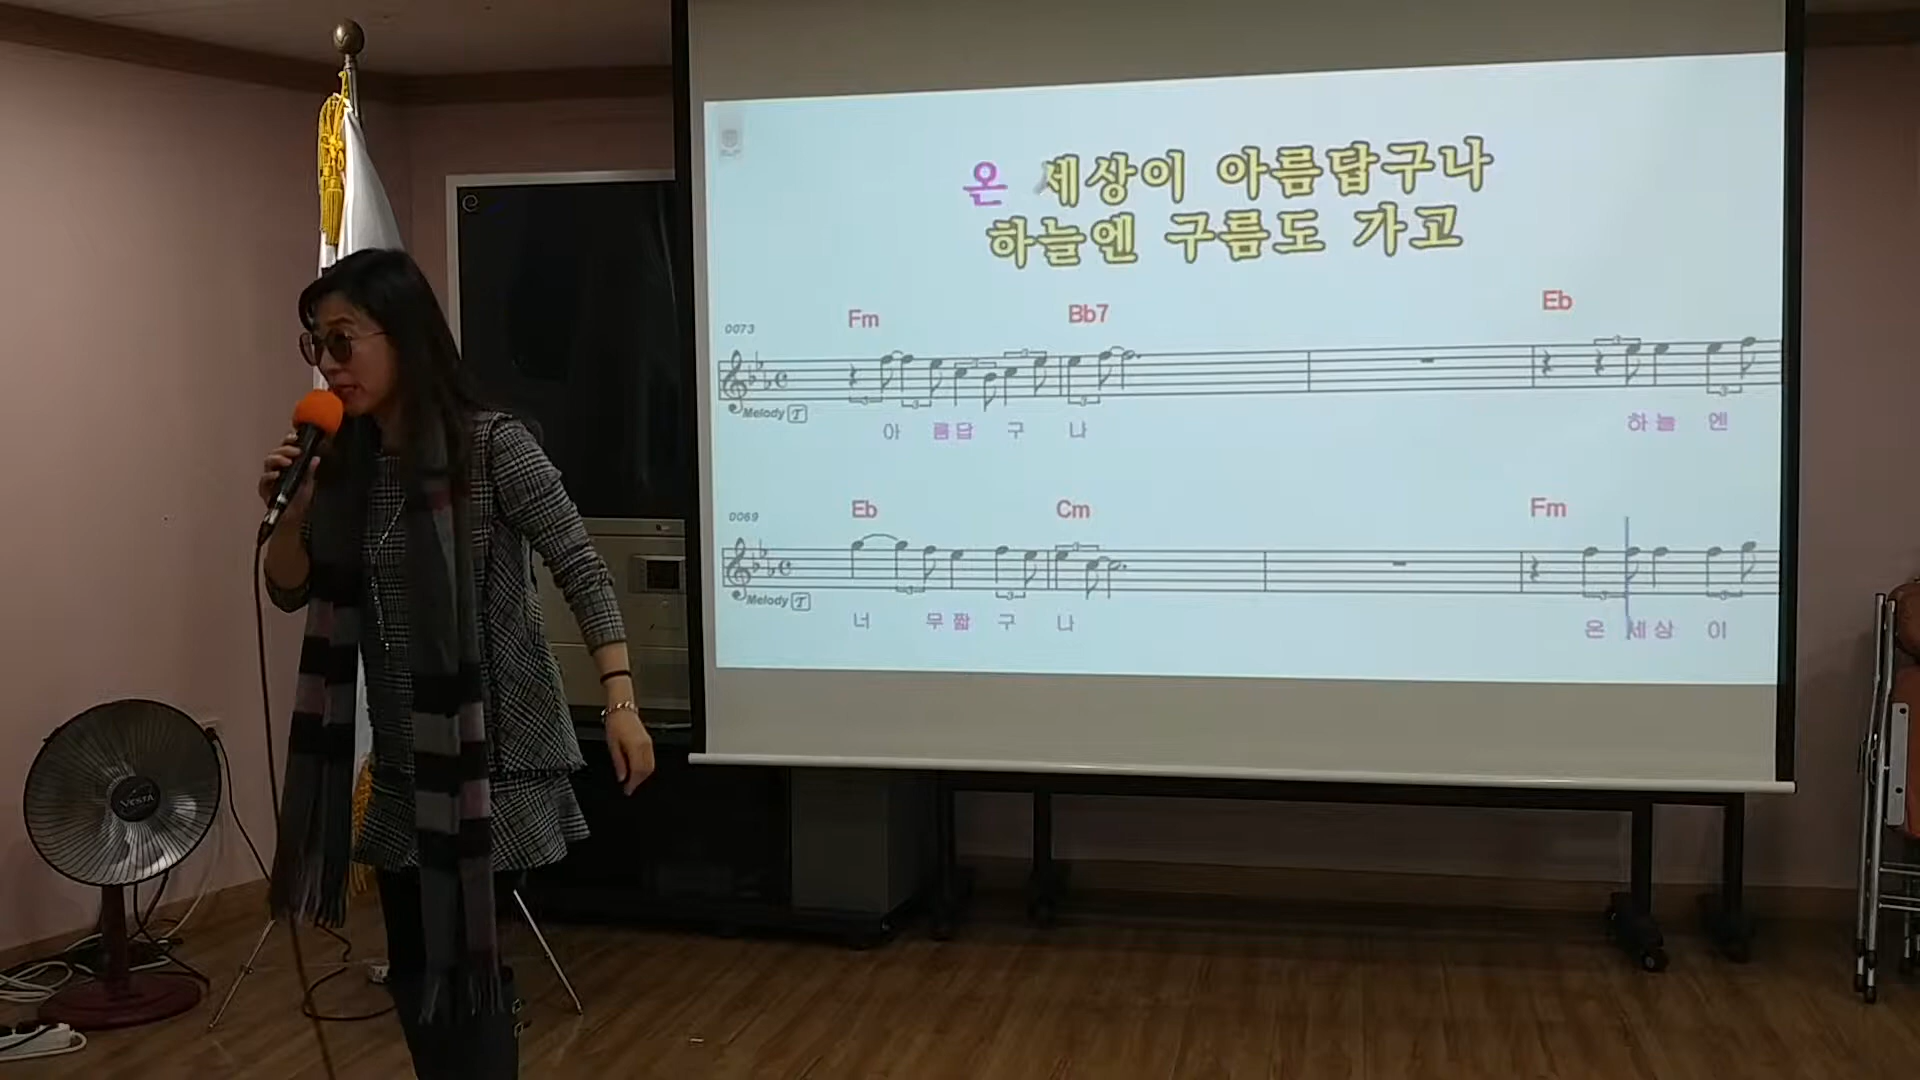 온 세상이 아름답구나
하늘엔 구름도 가고
Fm Bb7 Eb
0073
Melody T
아 름답 구 나 하늘 엔
Eb Cm Fm
0069
Melody T
너 무짧 구 나 온 세상 이
VESTA